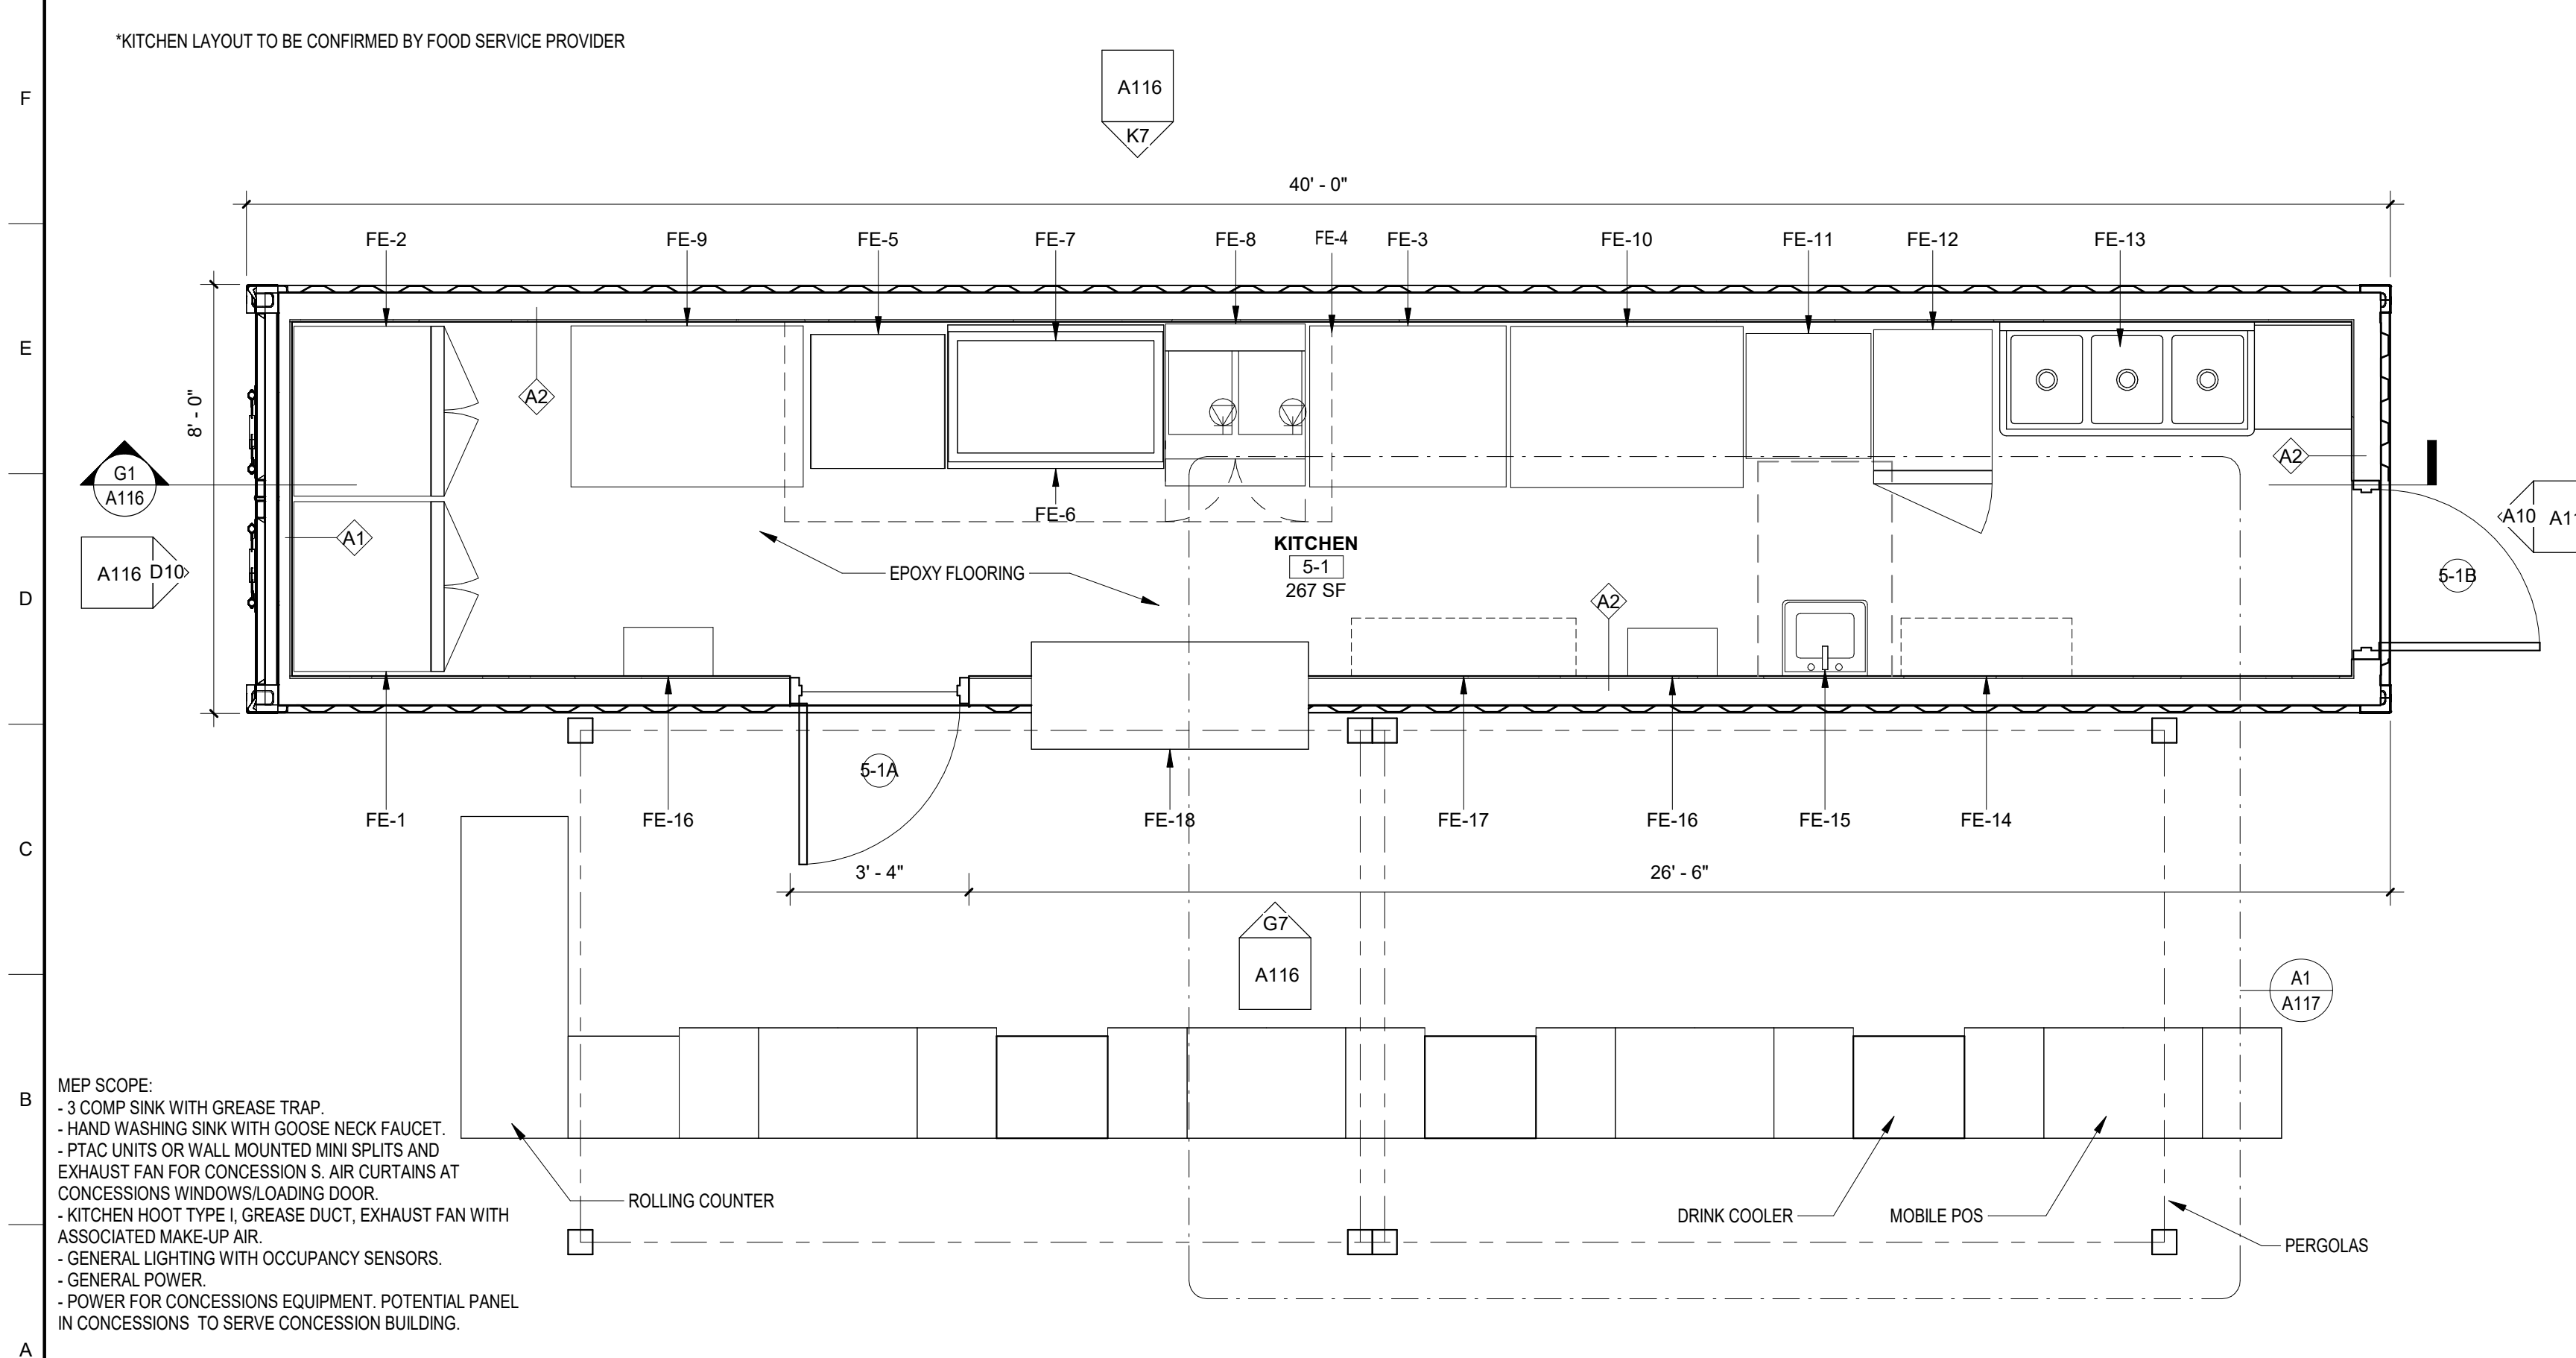 *KITCHEN LAYOUT TO BE CONFIRMED BY FOOD SERVICE PROVIDER
F
A116
K7
40' - 0"
FE-2
FE-9
FE-5
FE-7
FE-8
FE-4
FE-3
FE-10
FE-11
FE-12
FE-13
E
8' - 0"
A2
A2
G1
A116
A116
D10
A1
FE-6
KITCHEN
5-1
267 SF
EPOXY FLOORING
A10
A11
5-1B
D
A2
5-1A
FE-1
FE-16
FE-18
FE-17
FE-16
FE-15
FE-14
C
3' - 4"
26' - 6"
G7
A116
A1
A117
B
MEP SCOPE:
- 3 COMP SINK WITH GREASE TRAP.
- HAND WASHING SINK WITH GOOSE NECK FAUCET.
- PTAC UNITS OR WALL MOUNTED MINI SPLITS AND
EXHAUST FAN FOR CONCESSION S. AIR CURTAINS AT
CONCESSIONS WINDOWS/LOADING DOOR.
- KITCHEN HOOT TYPE I, GREASE DUCT, EXHAUST FAN WITH
ASSOCIATED MAKE-UP AIR.
- GENERAL LIGHTING WITH OCCUPANCY SENSORS.
- GENERAL POWER.
- POWER FOR CONCESSIONS EQUIPMENT. POTENTIAL PANEL
IN CONCESSIONS TO SERVE CONCESSION BUILDING.
ROLLING COUNTER
DRINK COOLER
MOBILE POS
PERGOLAS
A